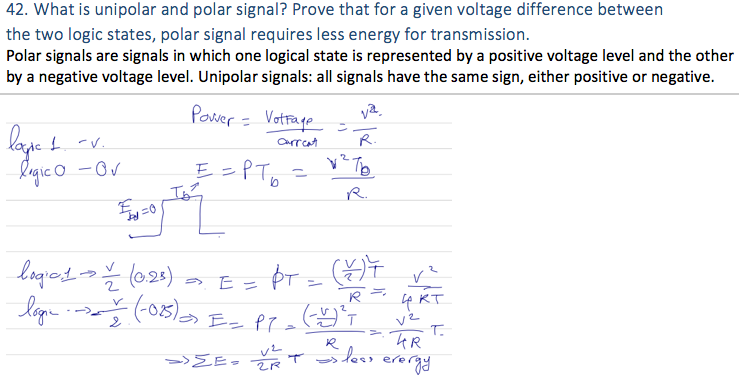 42. What is unipolar and polar signal? Prove that for a given voltage difference between
the two logic states, polar signal requires less energy for transmission.
Polar signals are signals in which one logical state is represented by a positive voltage level and the other
by a negative voltage level. Unipolar signals: all signals have the same sign, either positive or negative.
Power = Voltage / current = V². / R.
logic 1 - V.
logic 0 - 0V
E = PT_b = V²T_b / R.
T_b
E =0
logic 1 → V/2 (0.25) ⇒ E = PT = (V/2)²T / R = V² / 4RT
logic → -V/2 (-0.25) ⇒ E = PT = (-V/2)²T / R = V²/4R T.
⇒ ΣE = V²/2R T ⇒ less energy